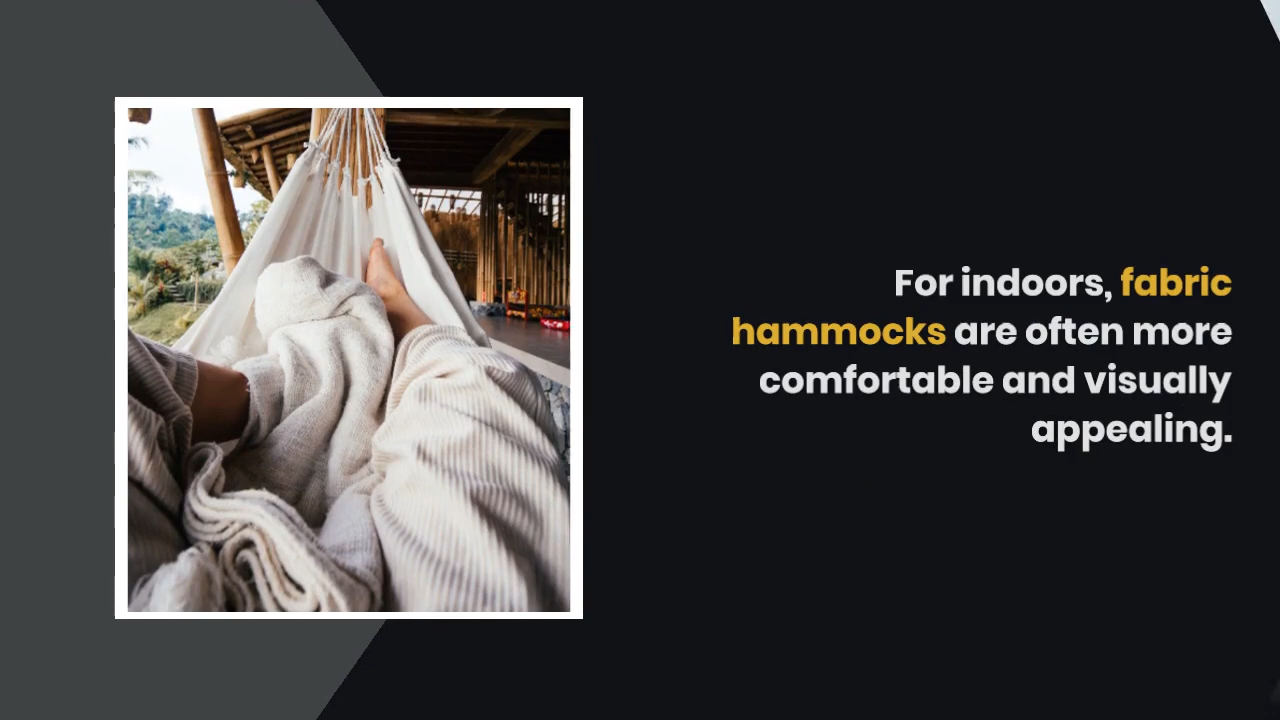 For indoors, fabric
hammocks are often more
comfortable and visually
appealing.